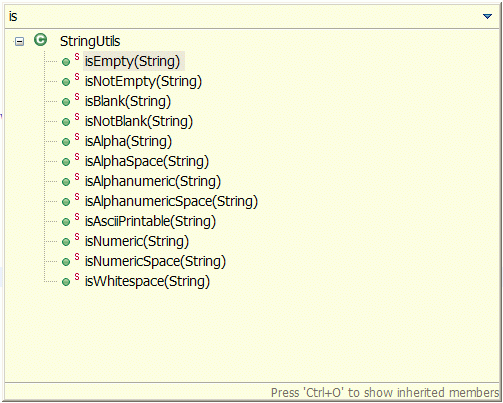 is
StringUtils
S isEmpty(String)
S isNotEmpty(String)
S isBlank(String)
S isNotBlank(String)
S isAlpha(String)
S isAlphaSpace(String)
S isAlphanumeric(String)
S isAlphanumericSpace(String)
S isAsciiPrintable(String)
S isNumeric(String)
S isNumericSpace(String)
S isWhitespace(String)
Press 'Ctrl+O' to show inherited members